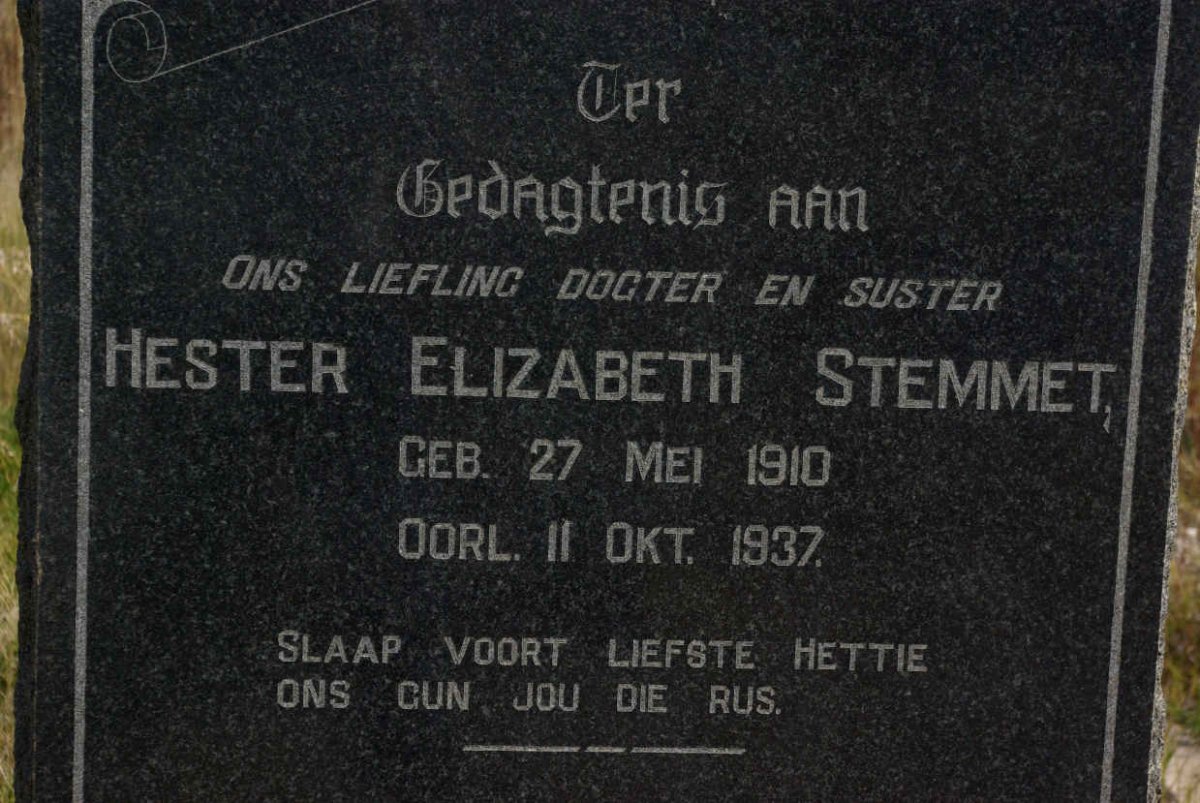 Ter
Gedagtenis aan
ONS LIEFLING DOGTER EN SUSTER
HESTER ELIZABETH STEMMET,
GEB. 27 MEI 1910
OORL. 11 OKT. 1937.
SLAAP VOORT LIEFSTE HETTIE
ONS GUN JOU DIE RUS.